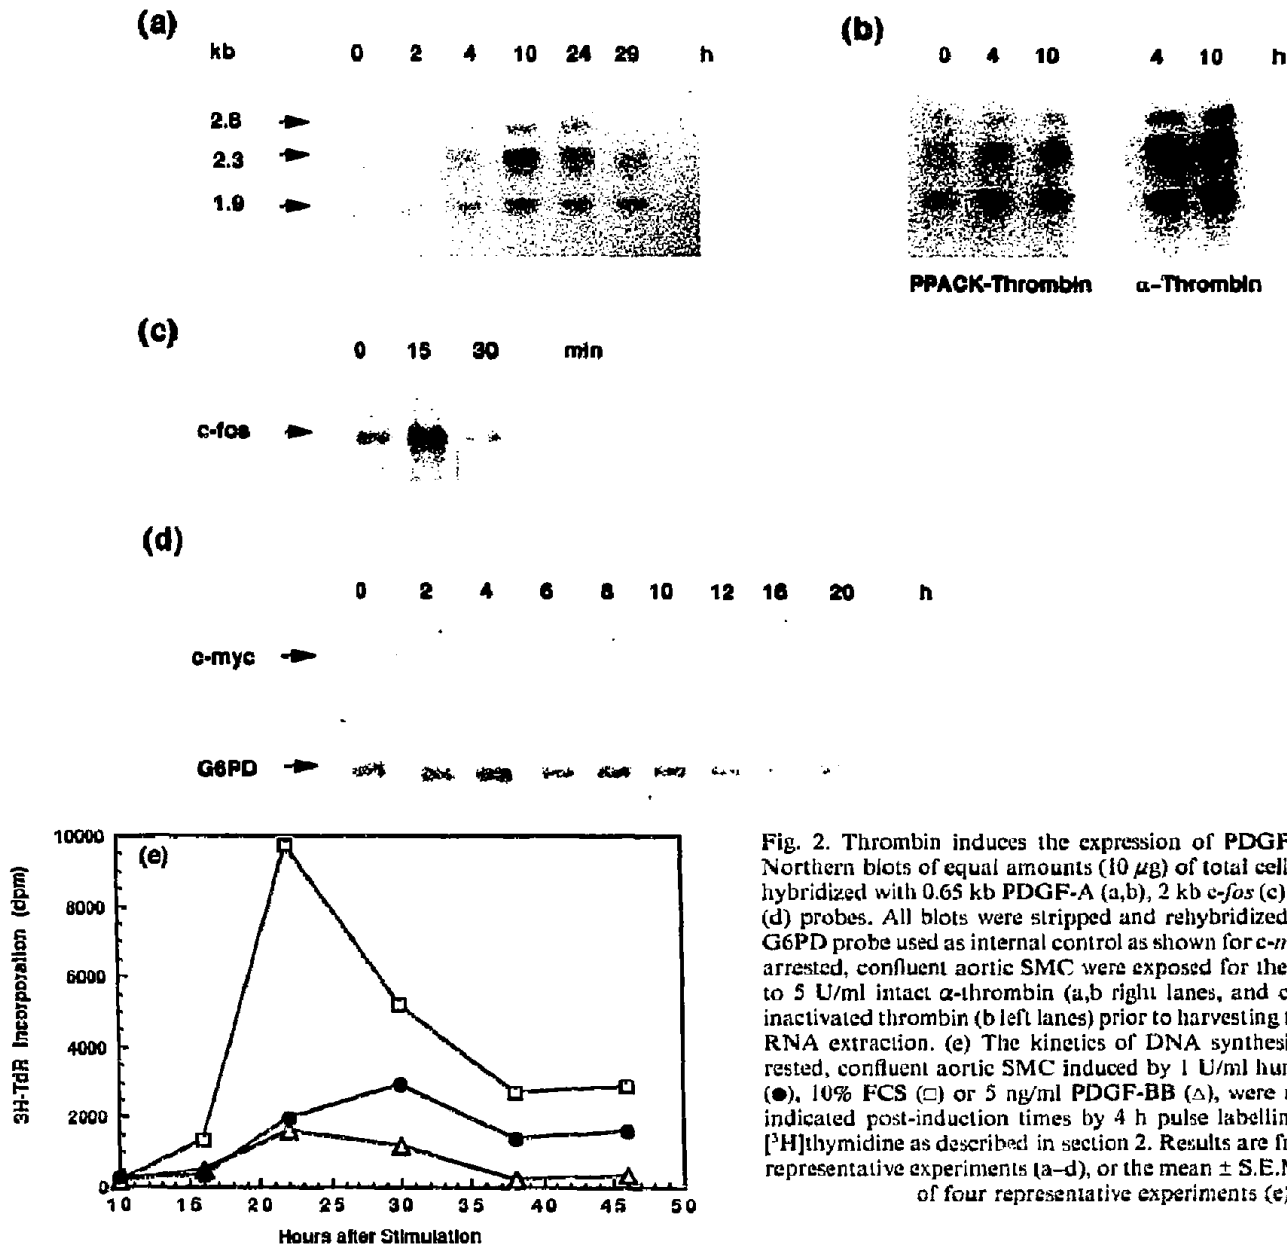 (a)
kb 0 2 4 10 24 29 h
2.8
2.3
1.9
(b)
0 4 10 4 10 h
PPACK-Thrombin α-Thrombin
(c)
0 15 30 min
c-fos
(d)
0 2 4 6 8 10 12 16 20 h
c-myc
G6PD
(e)
10000
8000
6000
4000
2000
0
10 15 20 25 30 35 40 45 50
3H-TdR Incorporation (dpm)
Hours after Stimulation
Fig. 2. Thrombin induces the expression of PDGF
Northern blots of equal amounts (10 μg) of total cell
hybridized with 0.65 kb PDGF-A (a,b), 2 kb c-fos (c)
(d) probes. All blots were stripped and rehybridized
G6PD probe used as internal control as shown for c-m
arrested, confluent aortic SMC were exposed for the
to 5 U/ml intact α-thrombin (a,b right lanes, and c
inactivated thrombin (b left lanes) prior to harvesting t
RNA extraction. (e) The kinetics of DNA synthesi
rested, confluent aortic SMC induced by 1 U/ml hur
(●), 10% FCS (□) or 5 ng/ml PDGF-BB (△), were r
indicated post-induction times by 4 h pulse labellin
[³H]thymidine as described in section 2. Results are fr
representative experiments (a–d), or the mean ± S.E.M
of four representative experiments (e)